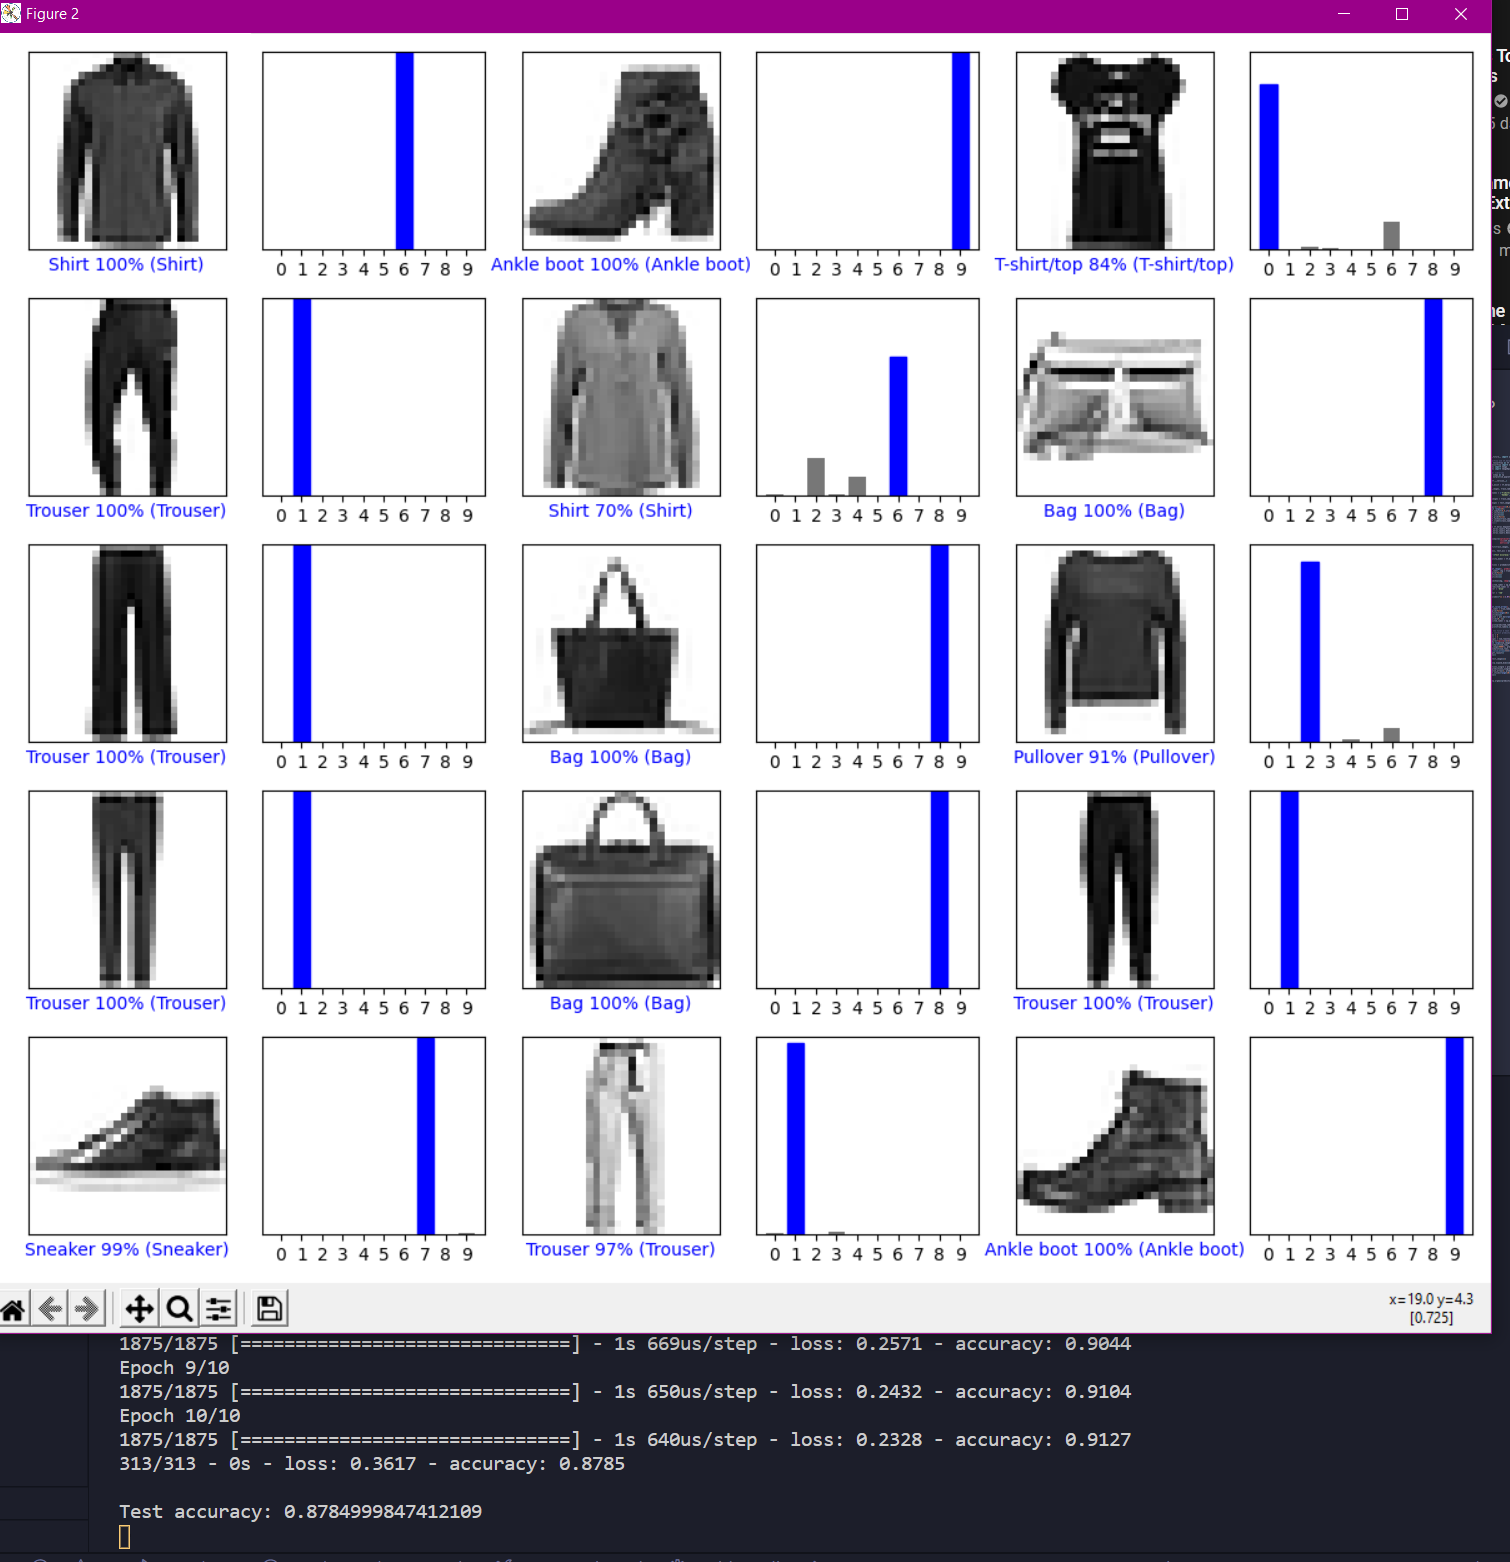 Figure 2
Shirt 100% (Shirt)
0 1 2 3 4 5 6 7 8 9
Ankle boot 100% (Ankle boot)
0 1 2 3 4 5 6 7 8 9
T-shirt/top 84% (T-shirt/top)
0 1 2 3 4 5 6 7 8 9
Trouser 100% (Trouser)
0 1 2 3 4 5 6 7 8 9
Shirt 70% (Shirt)
0 1 2 3 4 5 6 7 8 9
Bag 100% (Bag)
0 1 2 3 4 5 6 7 8 9
Trouser 100% (Trouser)
0 1 2 3 4 5 6 7 8 9
Bag 100% (Bag)
0 1 2 3 4 5 6 7 8 9
Pullover 91% (Pullover)
0 1 2 3 4 5 6 7 8 9
Trouser 100% (Trouser)
0 1 2 3 4 5 6 7 8 9
Bag 100% (Bag)
0 1 2 3 4 5 6 7 8 9
Trouser 100% (Trouser)
0 1 2 3 4 5 6 7 8 9
Sneaker 99% (Sneaker)
0 1 2 3 4 5 6 7 8 9
Trouser 97% (Trouser)
0 1 2 3 4 5 6 7 8 9
Ankle boot 100% (Ankle boot)
0 1 2 3 4 5 6 7 8 9
x=19.0 y=4.3
[0.725]
1875/1875 [==============================] - 1s 669us/step - loss: 0.2571 - accuracy: 0.9044
Epoch 9/10
1875/1875 [==============================] - 1s 650us/step - loss: 0.2432 - accuracy: 0.9104
Epoch 10/10
1875/1875 [==============================] - 1s 640us/step - loss: 0.2328 - accuracy: 0.9127
313/313 - 0s - loss: 0.3617 - accuracy: 0.8785
Test accuracy: 0.8784999847412109